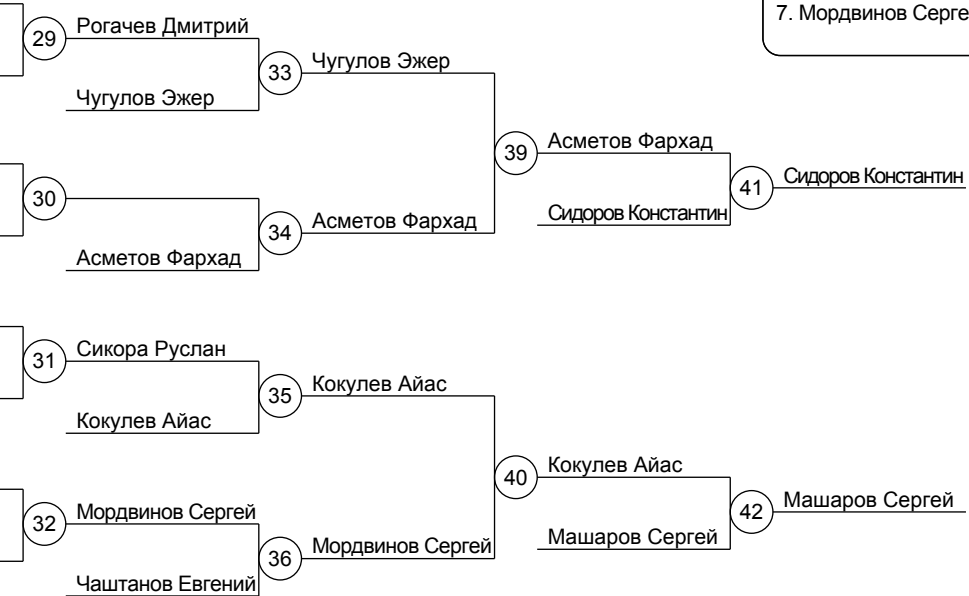 7. Мордвинов Серге
29
Рогачев Дмитрий
33
Чугулов Эжер
Чугулов Эжер
39
Асметов Фархад
41
Сидоров Константин
30
34
Асметов Фархад
Сидоров Константин
Асметов Фархад
31
Сикора Руслан
35
Кокулев Айас
Кокулев Айас
40
Кокулев Айас
42
Машаров Сергей
32
Мордвинов Сергей
36
Мордвинов Сергей
Машаров Сергей
Чаштанов Евгений